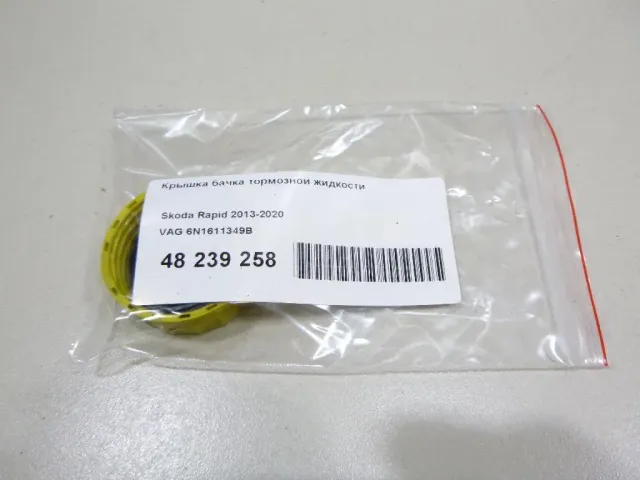 Крышка бачка тормозной жидкости
Skoda Rapid 2013-2020
VAG 6N1611349B
48 239 258